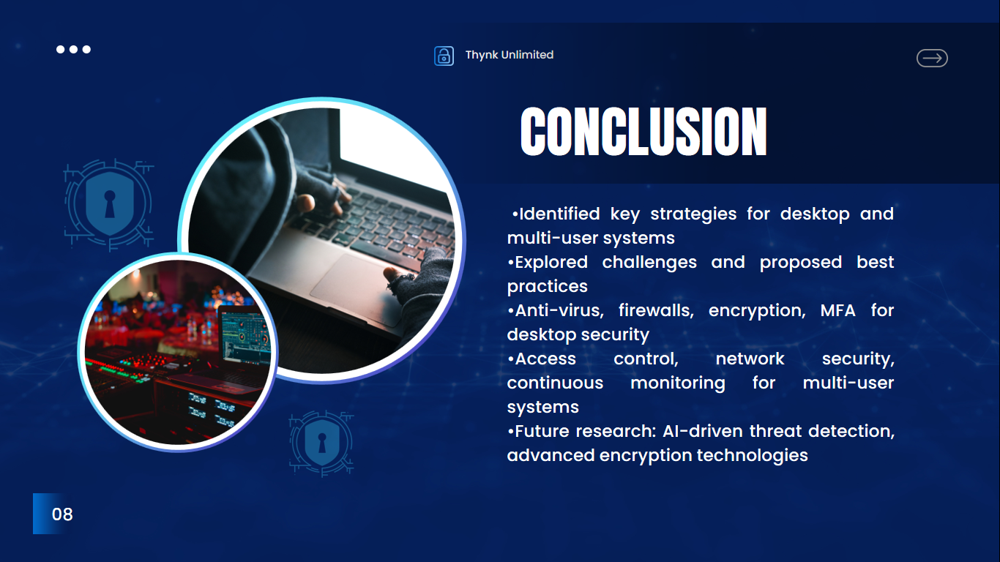 Thynk Unlimited
CONCLUSION
•Identified key strategies for desktop and
multi-user systems
•Explored challenges and proposed best
practices
•Anti-virus, firewalls, encryption, MFA for
desktop security
•Access control, network security,
continuous monitoring for multi-user
systems
•Future research: AI-driven threat detection,
advanced encryption technologies
08